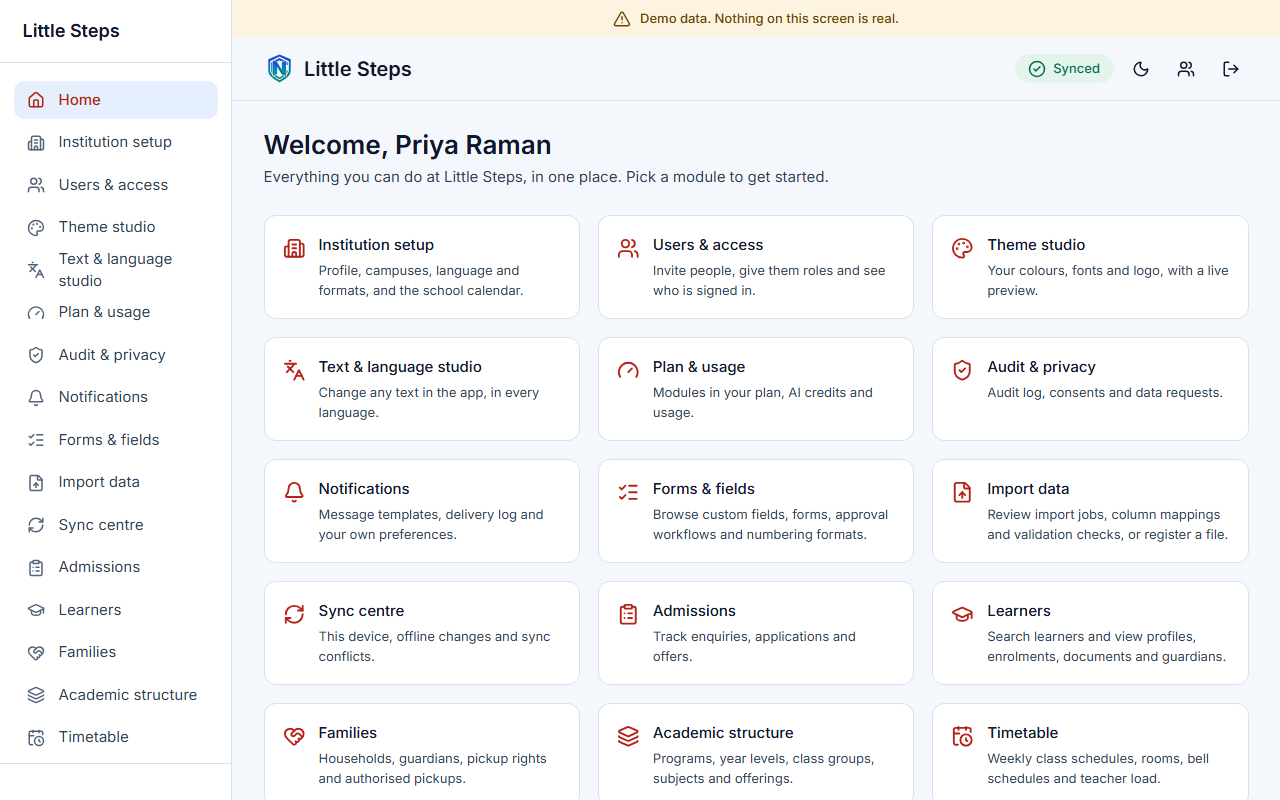 Little Steps
Home
Institution setup
Users & access
Theme studio
Text & language
studio
Plan & usage
Audit & privacy
Notifications
Forms & fields
Import data
Sync centre
Admissions
Learners
Families
Academic structure
Timetable
Demo data. Nothing on this screen is real.
Little Steps
Synced
Welcome, Priya Raman
Everything you can do at Little Steps, in one place. Pick a module to get started.
Institution setup
Profile, campuses, language and
formats, and the school calendar.
Users & access
Invite people, give them roles and see
who is signed in.
Theme studio
Your colours, fonts and logo, with a live
preview.
Text & language studio
Change any text in the app, in every
language.
Plan & usage
Modules in your plan, AI credits and
usage.
Audit & privacy
Audit log, consents and data requests.
Notifications
Message templates, delivery log and
your own preferences.
Forms & fields
Browse custom fields, forms, approval
workflows and numbering formats.
Import data
Review import jobs, column mappings
and validation checks, or register a file.
Sync centre
This device, offline changes and sync
conflicts.
Admissions
Track enquiries, applications and
offers.
Learners
Search learners and view profiles,
enrolments, documents and guardians.
Families
Households, guardians, pickup rights
and authorised pickups.
Academic structure
Programs, year levels, class groups,
subjects and offerings.
Timetable
Weekly class schedules, rooms, bell
schedules and teacher load.